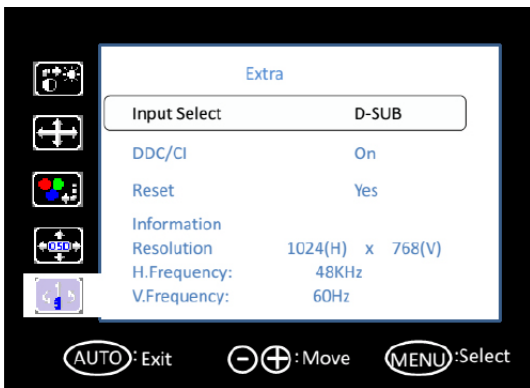 Extra
Input Select D-SUB
DDC/CI On
Reset Yes
Information
Resolution 1024(H) x 768(V)
H.Frequency: 48KHz
V.Frequency: 60Hz
OSD
AUTO: Exit - +: Move MENU: Select